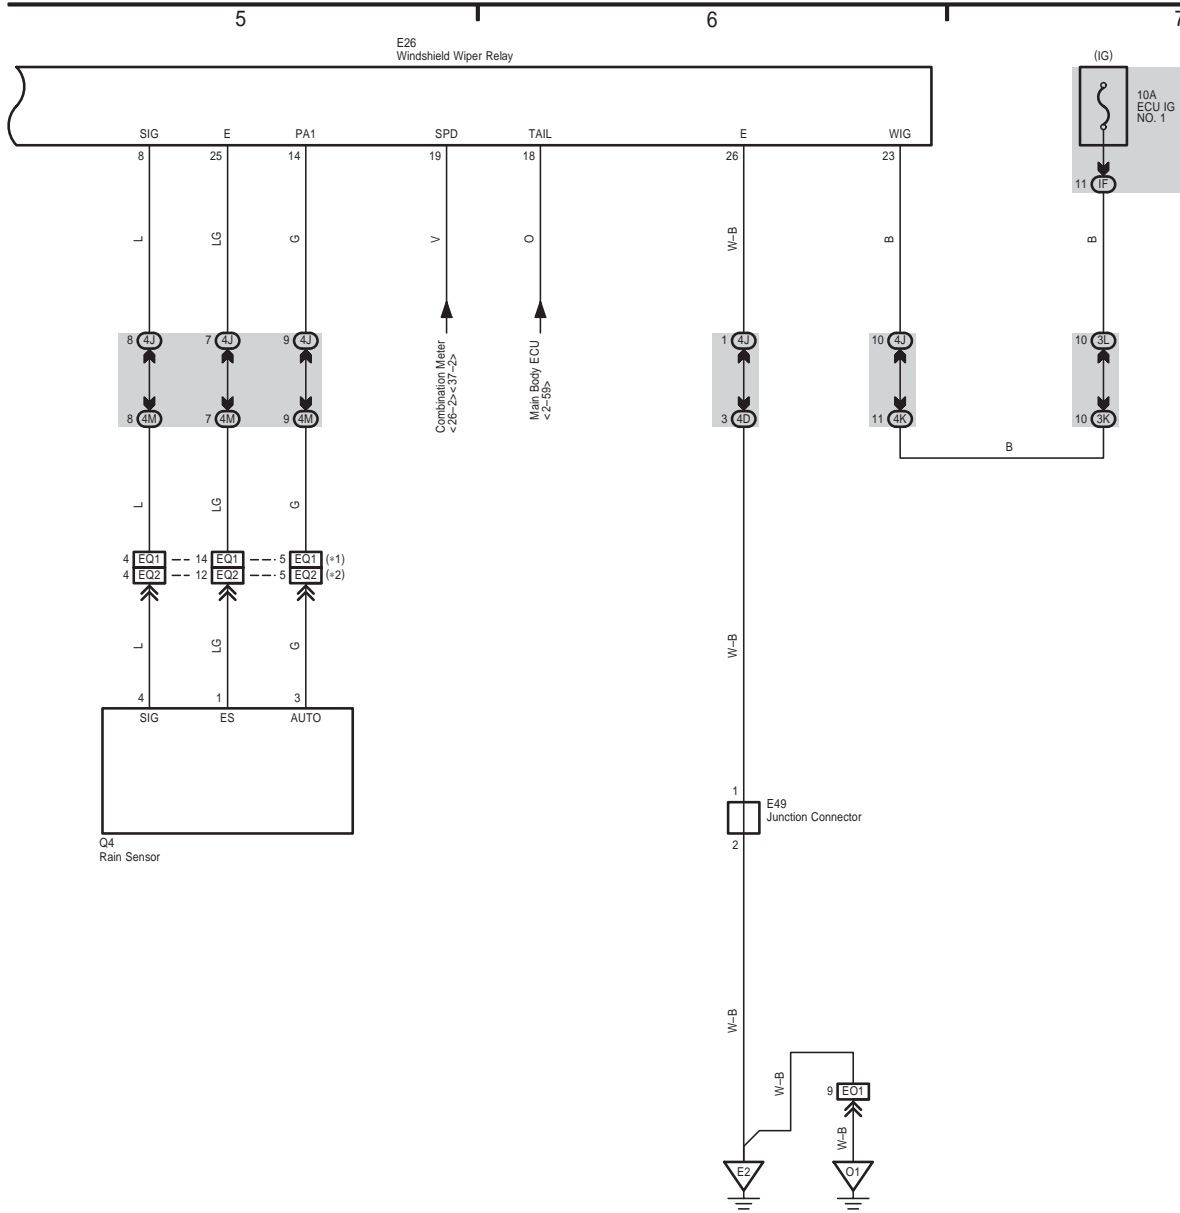 5 6 7
E26
Windshield Wiper Relay
(IG)
10A
ECU IG
NO. 1
SIG E PA1 SPD TAIL E WIG
8 25 14 19 18 26 23
11 IF
L LG G V O W–B B B
8 4J 7 4J 9 4J 1 4J 10 4J 10 3L
Combination Meter
<26–2><37–2>
Main Body ECU
<2–59>
8 4M 7 4M 9 4M 3 4D 11 4K 10 3K
B
L LG G
4 EQ1 14 EQ1 5 EQ1 (*1)
4 EQ2 12 EQ2 5 EQ2 (*2)
L LG G W–B
4 1 3
SIG ES AUTO
1
E49
Junction Connector
2
Q4
Rain Sensor
W–B
W–B
9 EO1
W–B
E2 O1